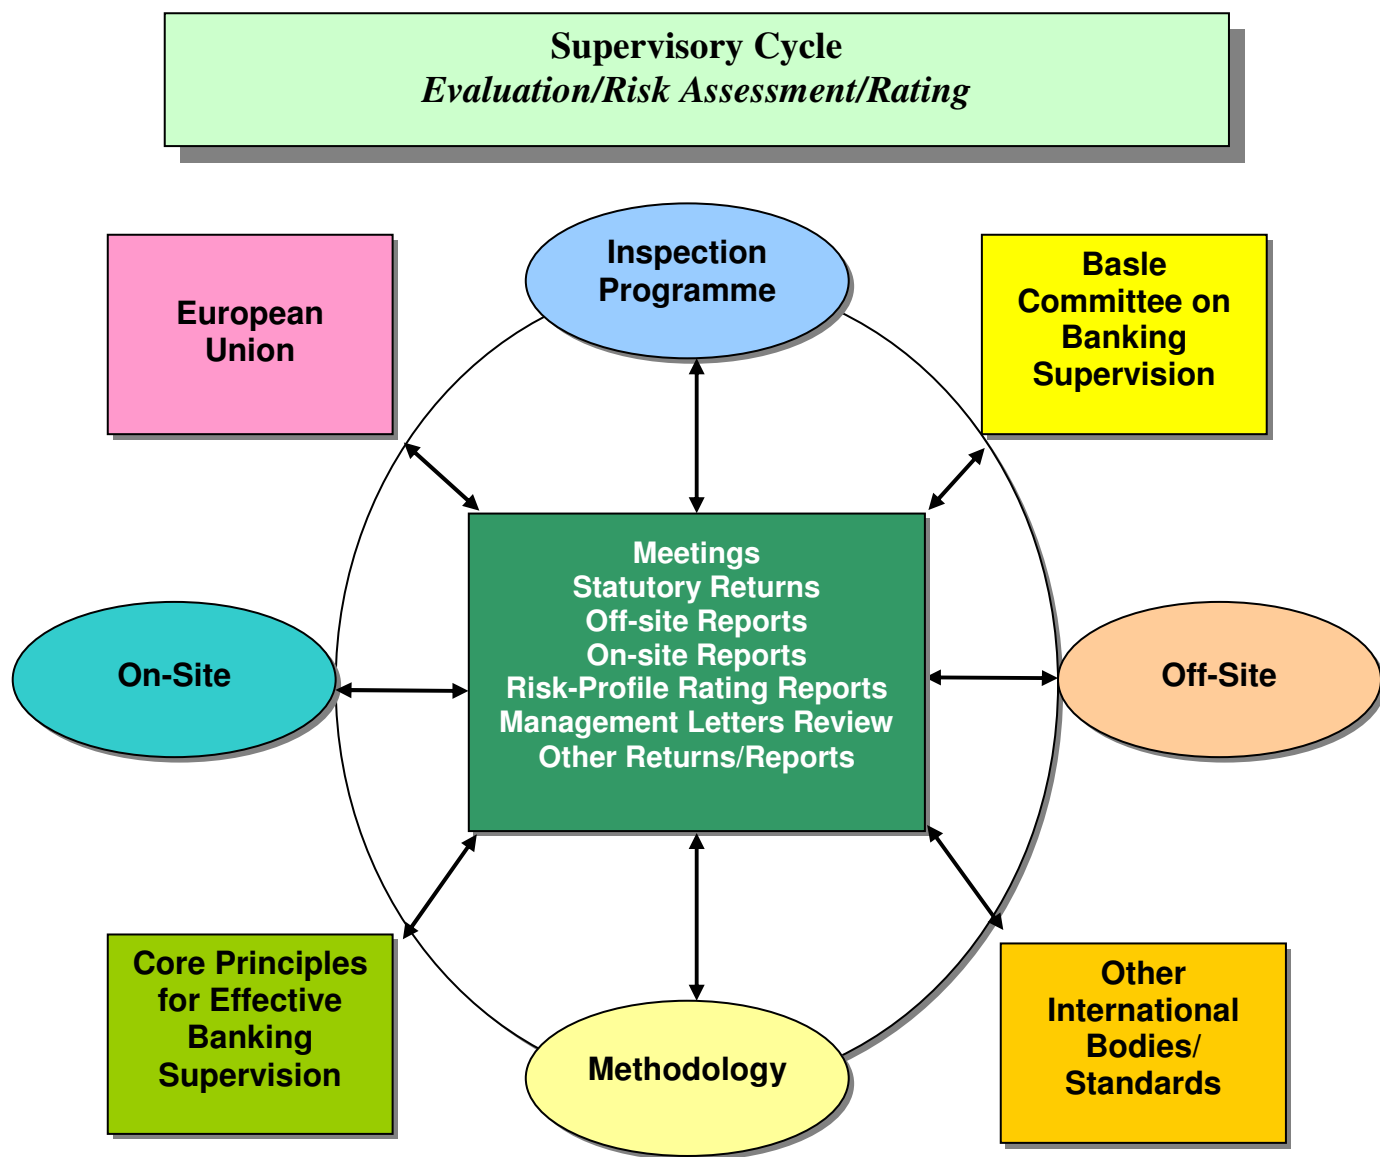 Supervisory Cycle
Evaluation/Risk Assessment/Rating
Inspection
Programme
European
Union
Basle
Committee on
Banking
Supervision
Meetings
Statutory Returns
Off-site Reports
On-site Reports
Risk-Profile Rating Reports
Management Letters Review
Other Returns/Reports
On-Site
Off-Site
Core Principles
for Effective
Banking
Supervision
Methodology
Other
International
Bodies/
Standards